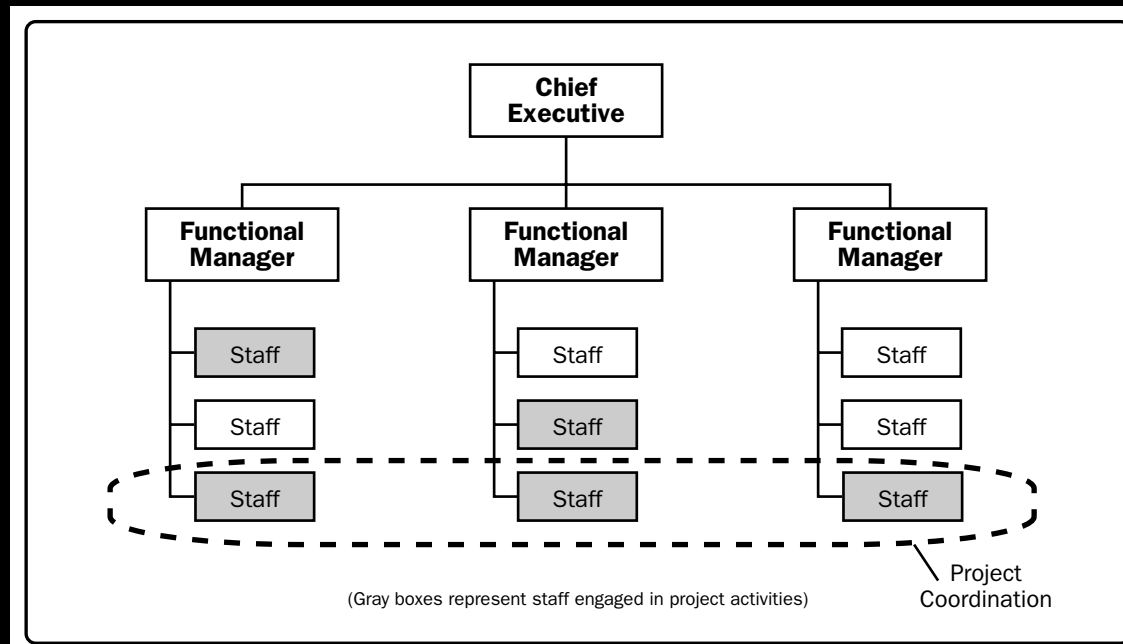 Chief
Executive
Functional
Manager
Functional
Manager
Functional
Manager
Staff
Staff
Staff
Staff
Staff
Staff
Staff
Staff
Staff
Project
Coordination
(Gray boxes represent staff engaged in project activities)